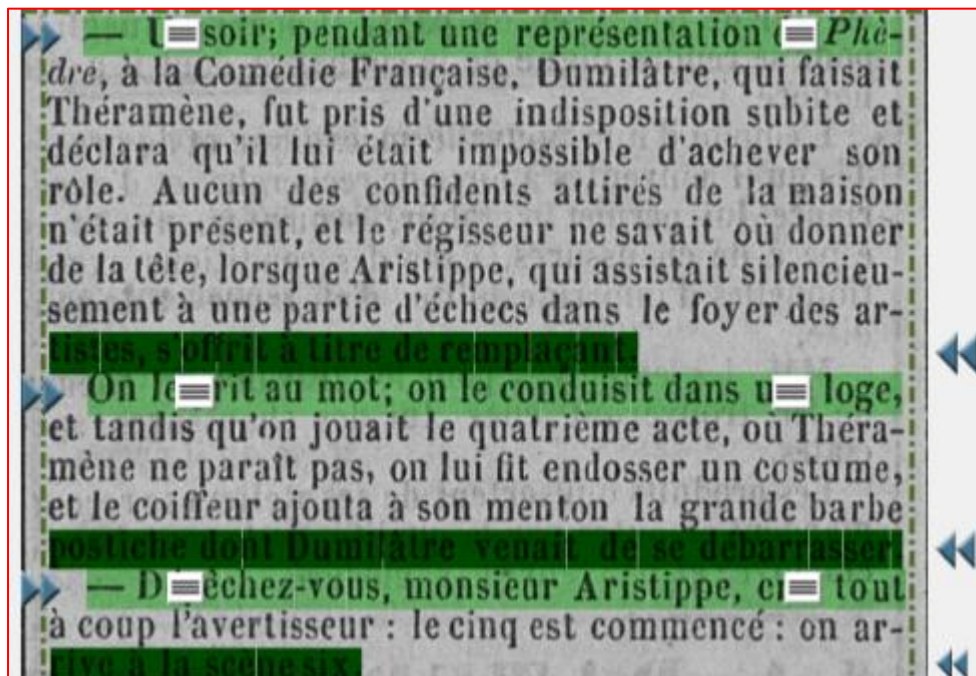 — Un soir; pendant une représentation de Phè-
dre, à la Comédie Française, Dumilâtre, qui faisait
Théramène, fut pris d'une indisposition subite et
déclara qu'il lui était impossible d'achever son
rôle. Aucun des confidents attirés de la maison
n'était présent, et le régisseur ne savait où donner
de la tête, lorsque Aristippe, qui assistait silencieu-
sement à une partie d'échecs dans le foyer des ar-
tistes, s'offrit à titre de remplaçant.
On le prit au mot; on le conduisit dans une loge,
et tandis qu'on jouait le quatrième acte, où Théra-
mène ne paraît pas, on lui fit endosser un costume,
et le coiffeur ajouta à son menton la grande barbe
postiche dont Dumilâtre venait de se débarrasser.
— Dépêchez-vous, monsieur Aristippe, tout
à coup l'avertisseur : le cinq est commencé : on ar-
rive à la scène six.